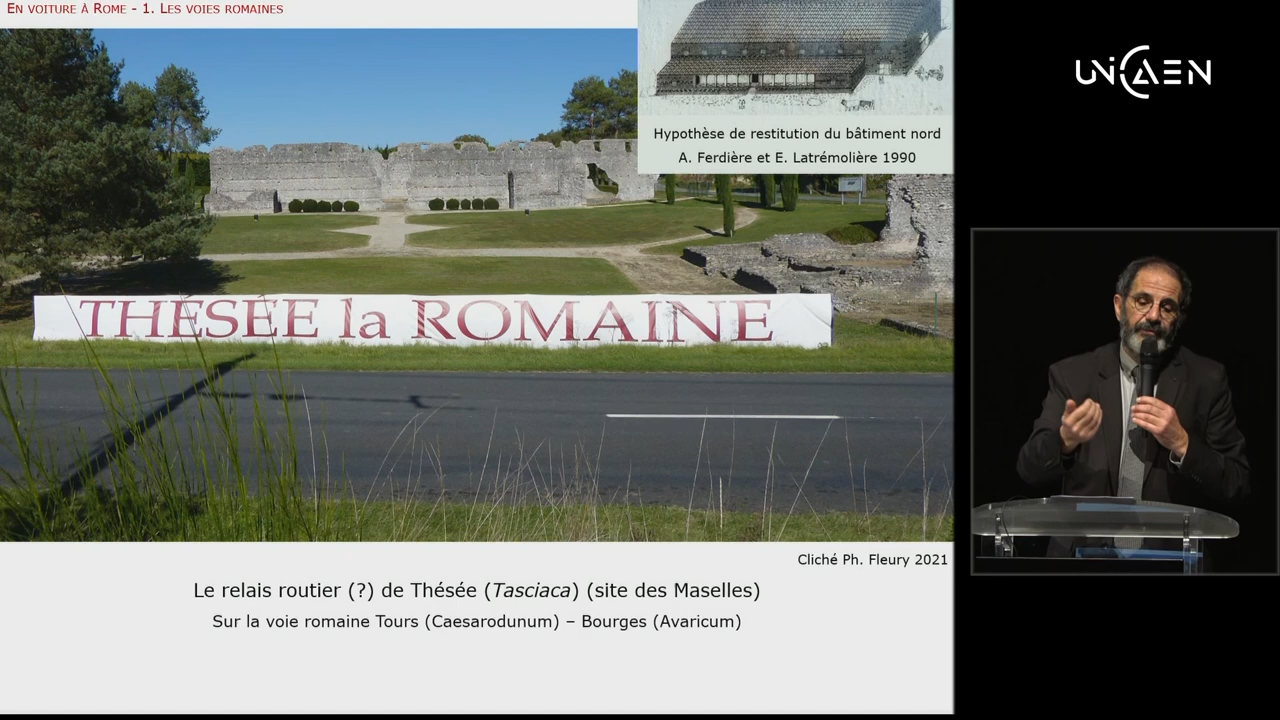 EN VOITURE À ROME - 1. LES VOIES ROMAINES
Hypothèse de restitution du bâtiment nord
A. Ferdière et E. Latrémolière 1990
THESEE la ROMAINE
Cliché Ph. Fleury 2021
Le relais routier (?) de Thésée (Tasciaca) (site des Maselles)
Sur la voie romaine Tours (Caesarodunum) – Bourges (Avaricum)
UNICAEN